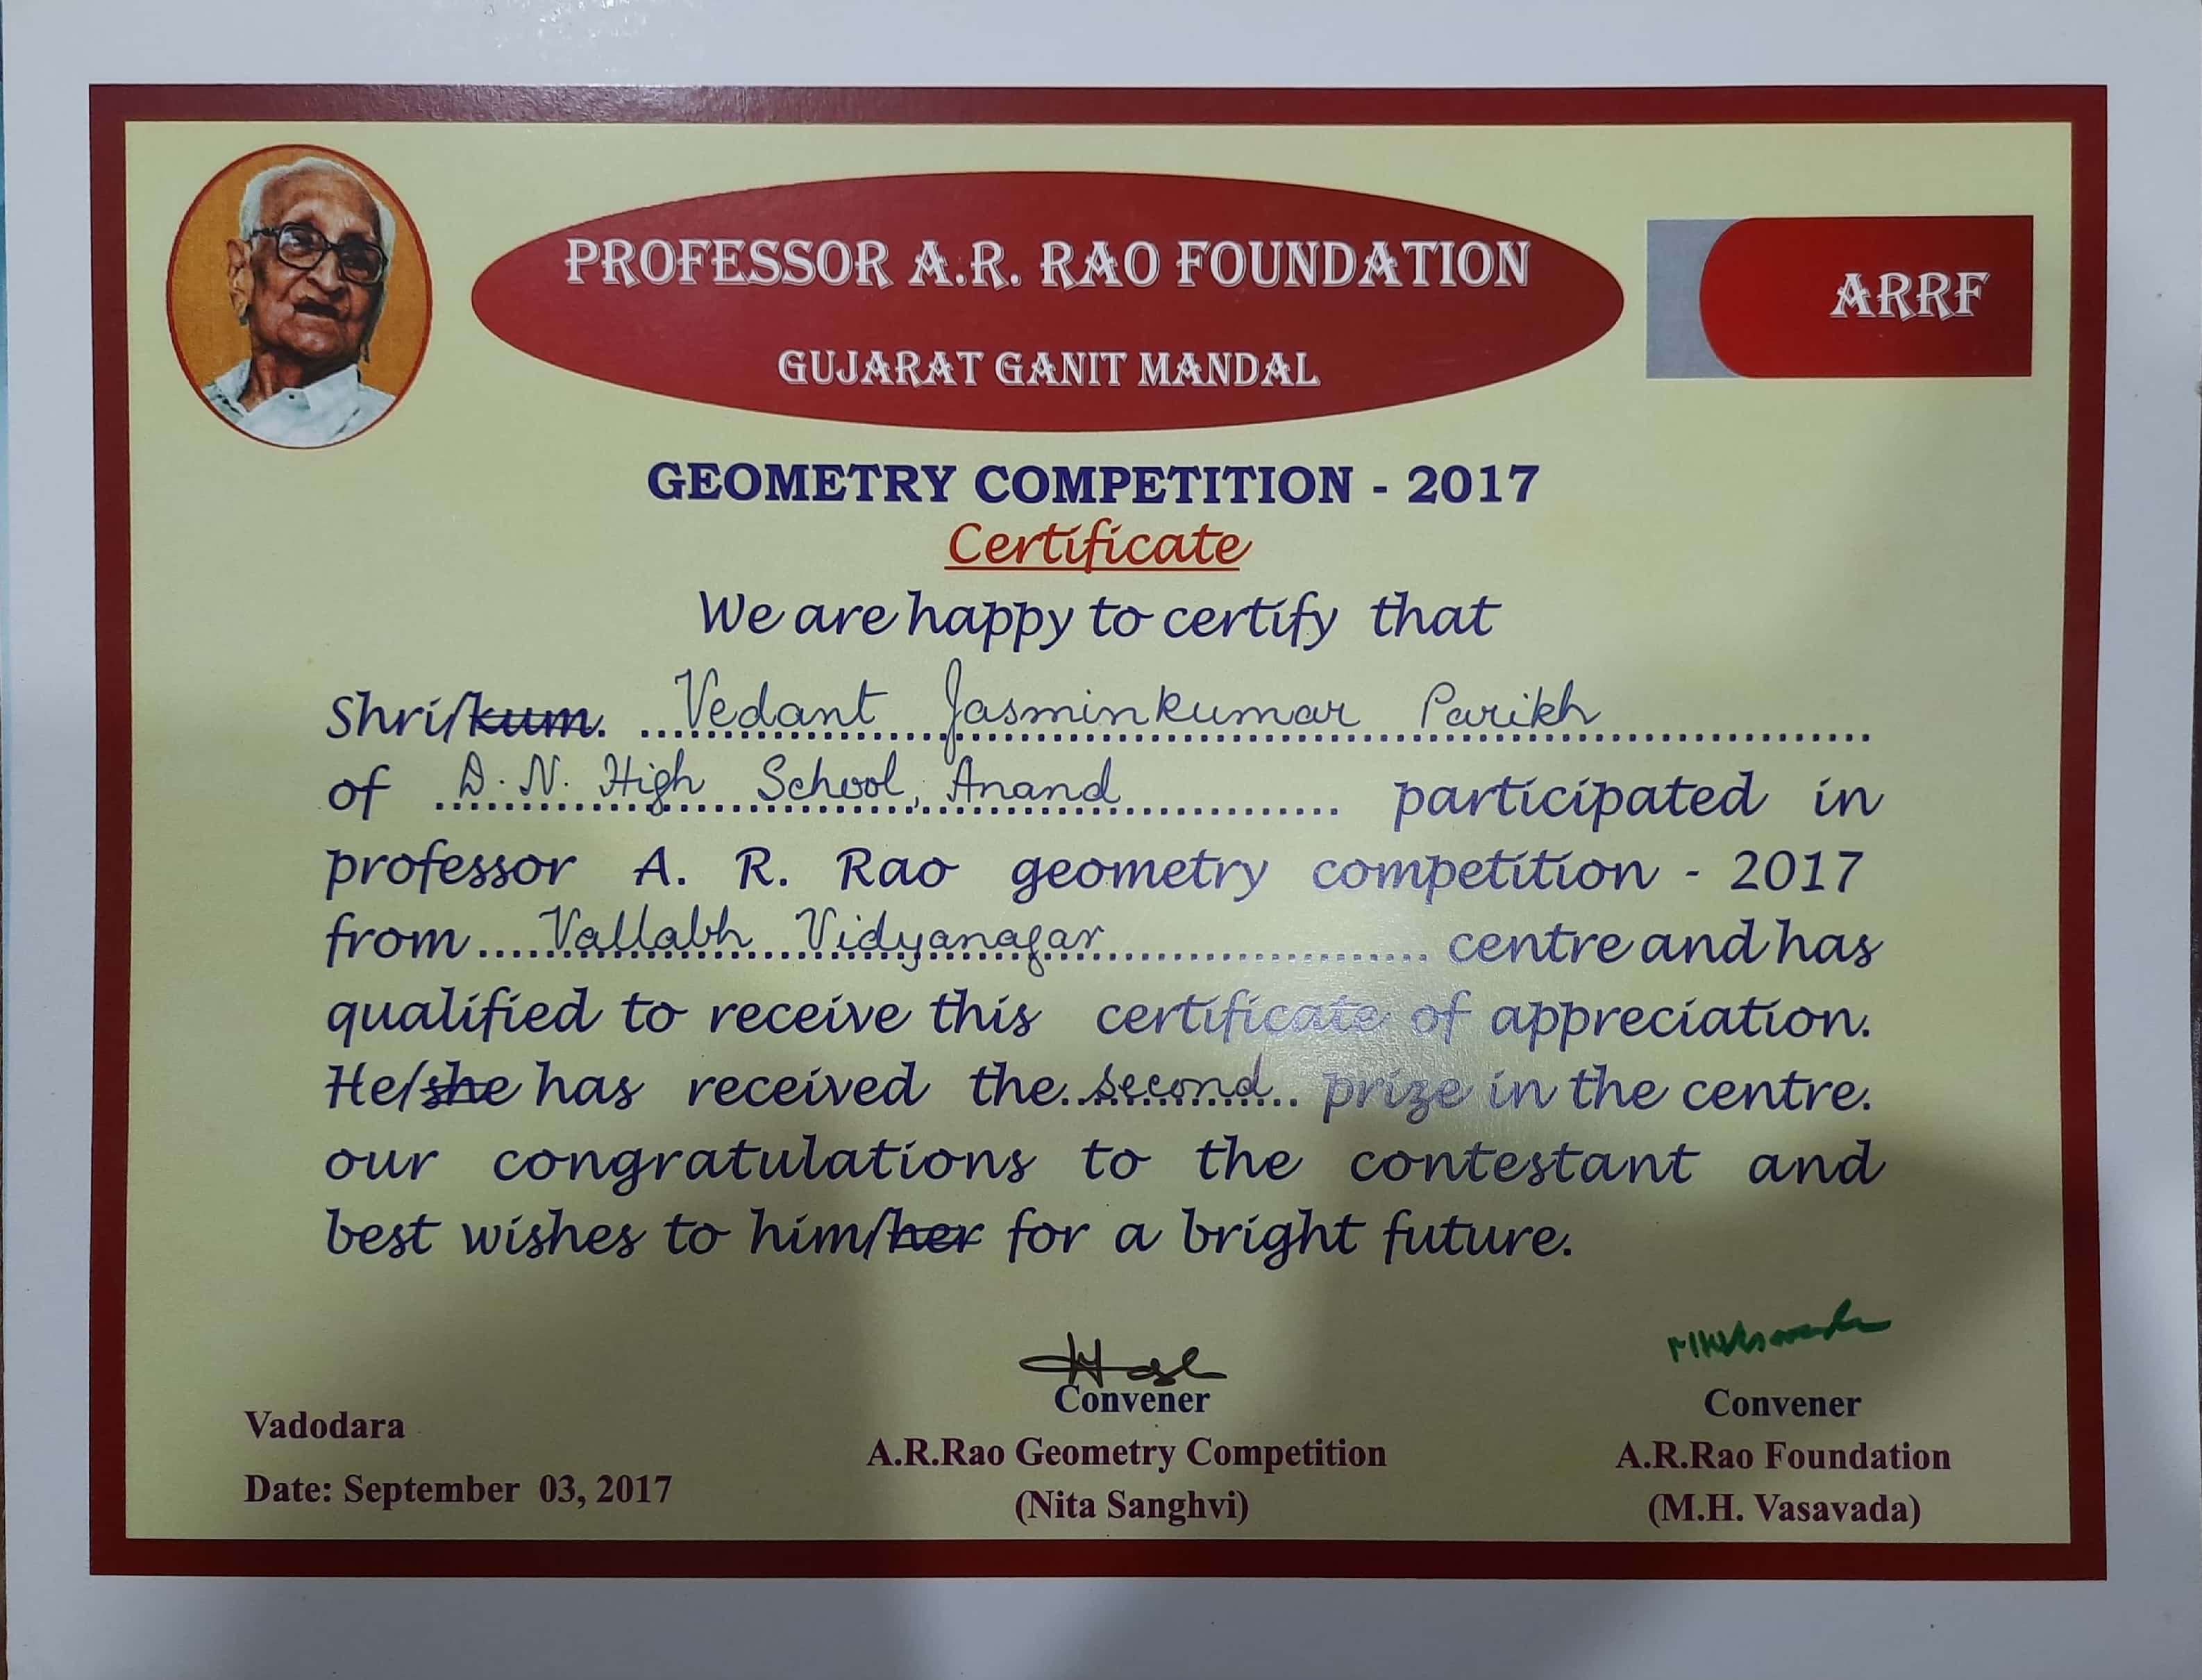 PROFESSOR A.R. RAO FOUNDATION
GUJARAT GANIT MANDAL
ARRF
GEOMETRY COMPETITION - 2017
Certificate
We are happy to certify that
Shri/kum. Vedant Jasminkumar Parikh
of D. N. High School, Anand participated in
professor A. R. Rao geometry competition - 2017
from Vallabh Vidyanagar centre and has
qualified to receive this certificate of appreciation.
He/she has received the second prize in the centre.
our congratulations to the contestant and
best wishes to him/her for a bright future.
Vadodara
Date: September 03, 2017
Convener
A.R.Rao Geometry Competition
(Nita Sanghvi)
MHVasavada
Convener
A.R.Rao Foundation
(M.H. Vasavada)